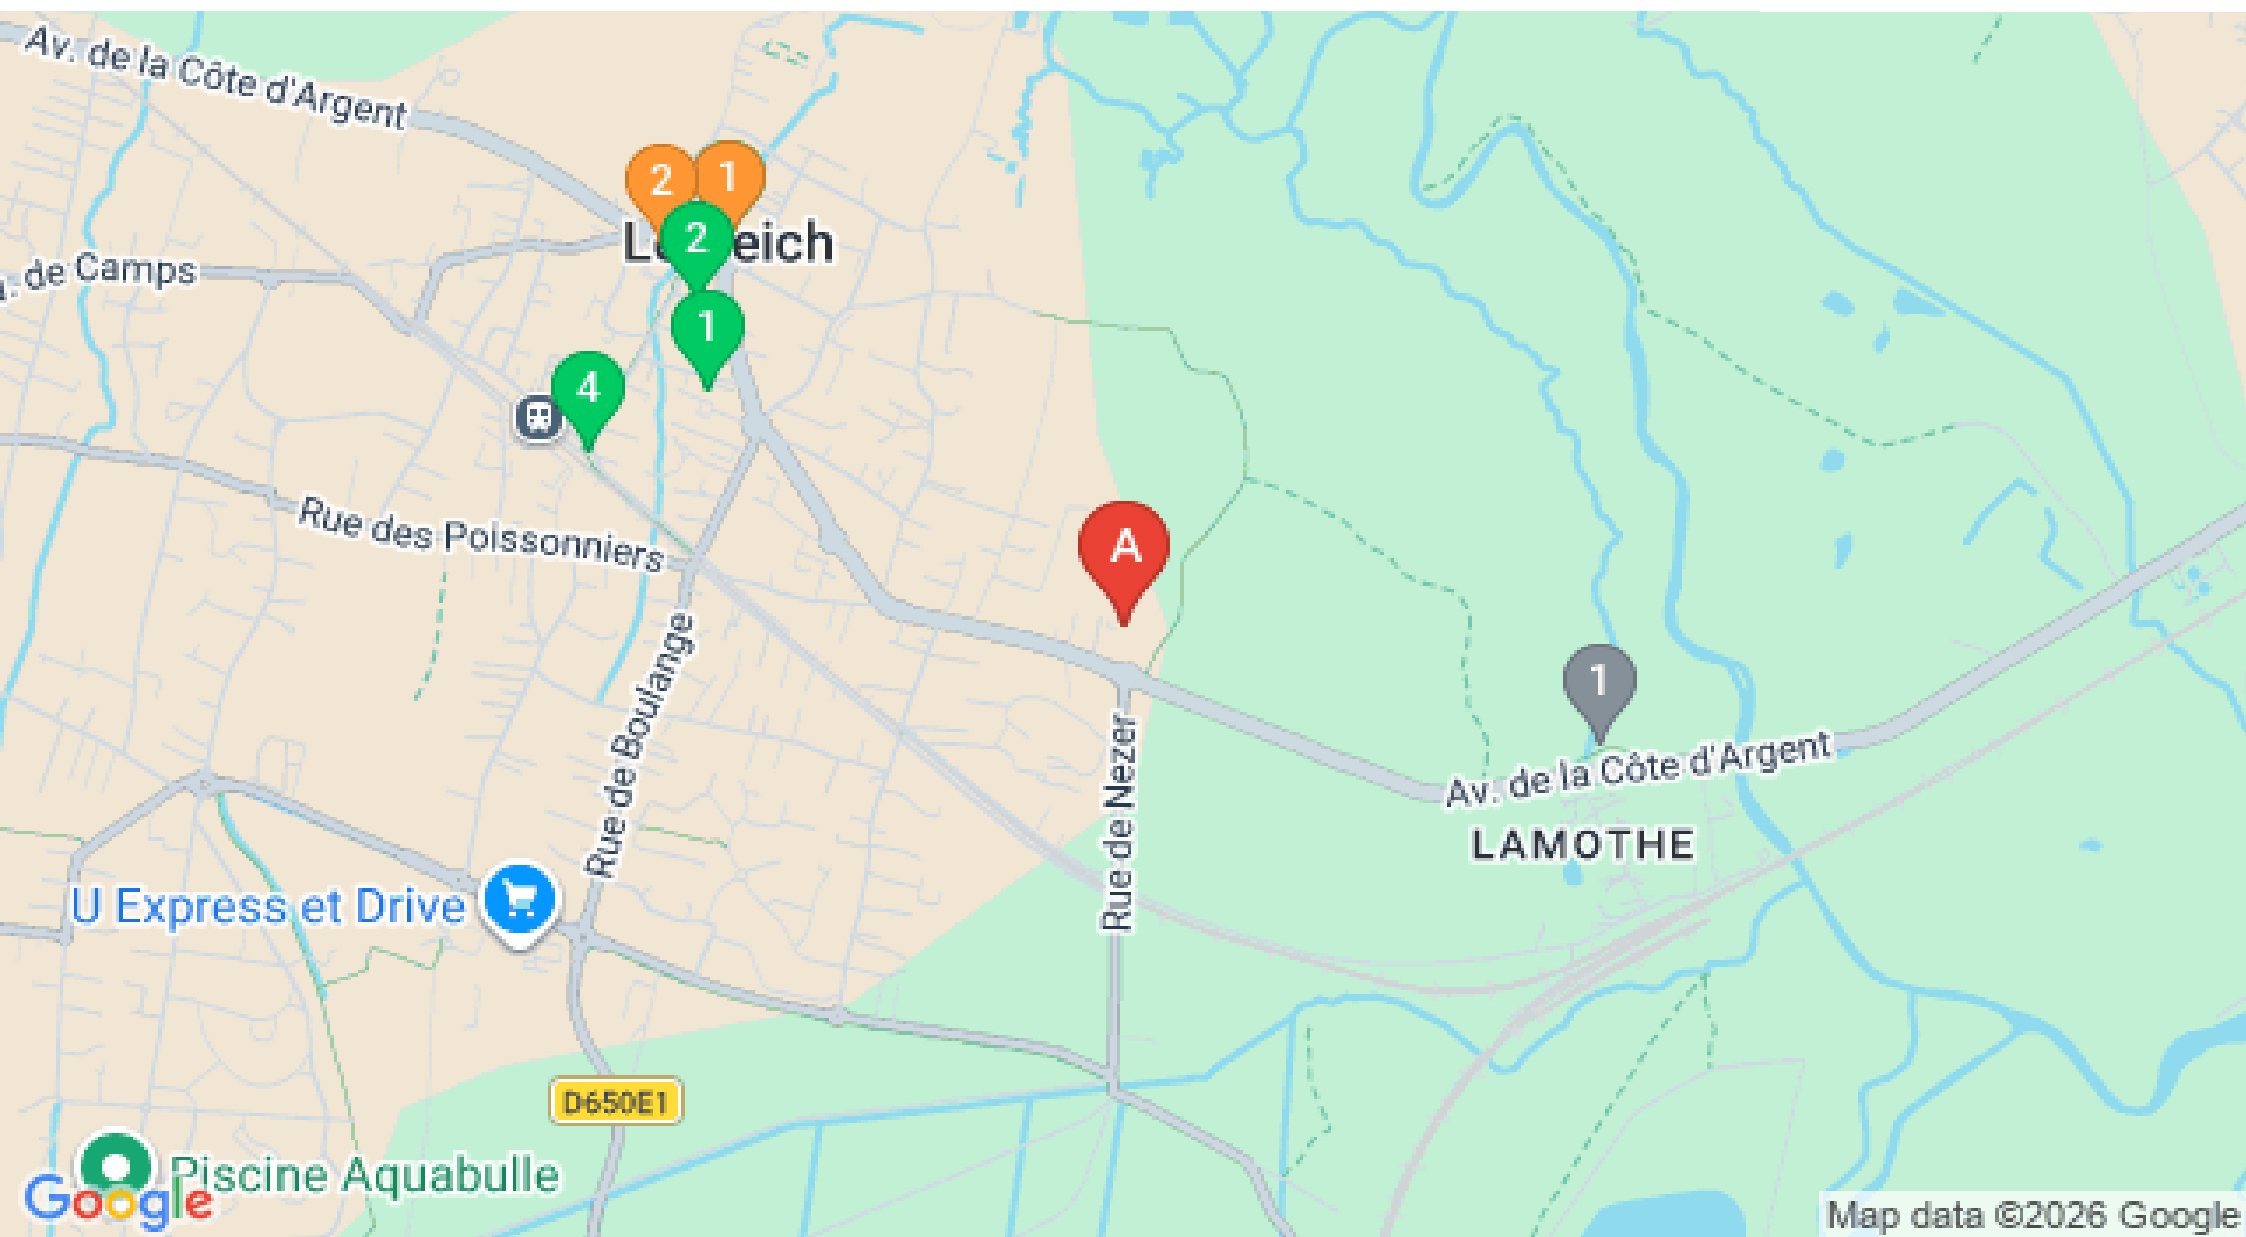 Av. de la Côte d'Argent
2
1
2
eich
de Camps
1
4
Rue des Poissonniers
A
1
Rue de Boulange
Rue de Nezer
Av. de la Côte d'Argent
LAMOTHE
U Express et Drive
D650E1
Piscine Aquabulle
Google
Map data ©2026 Google